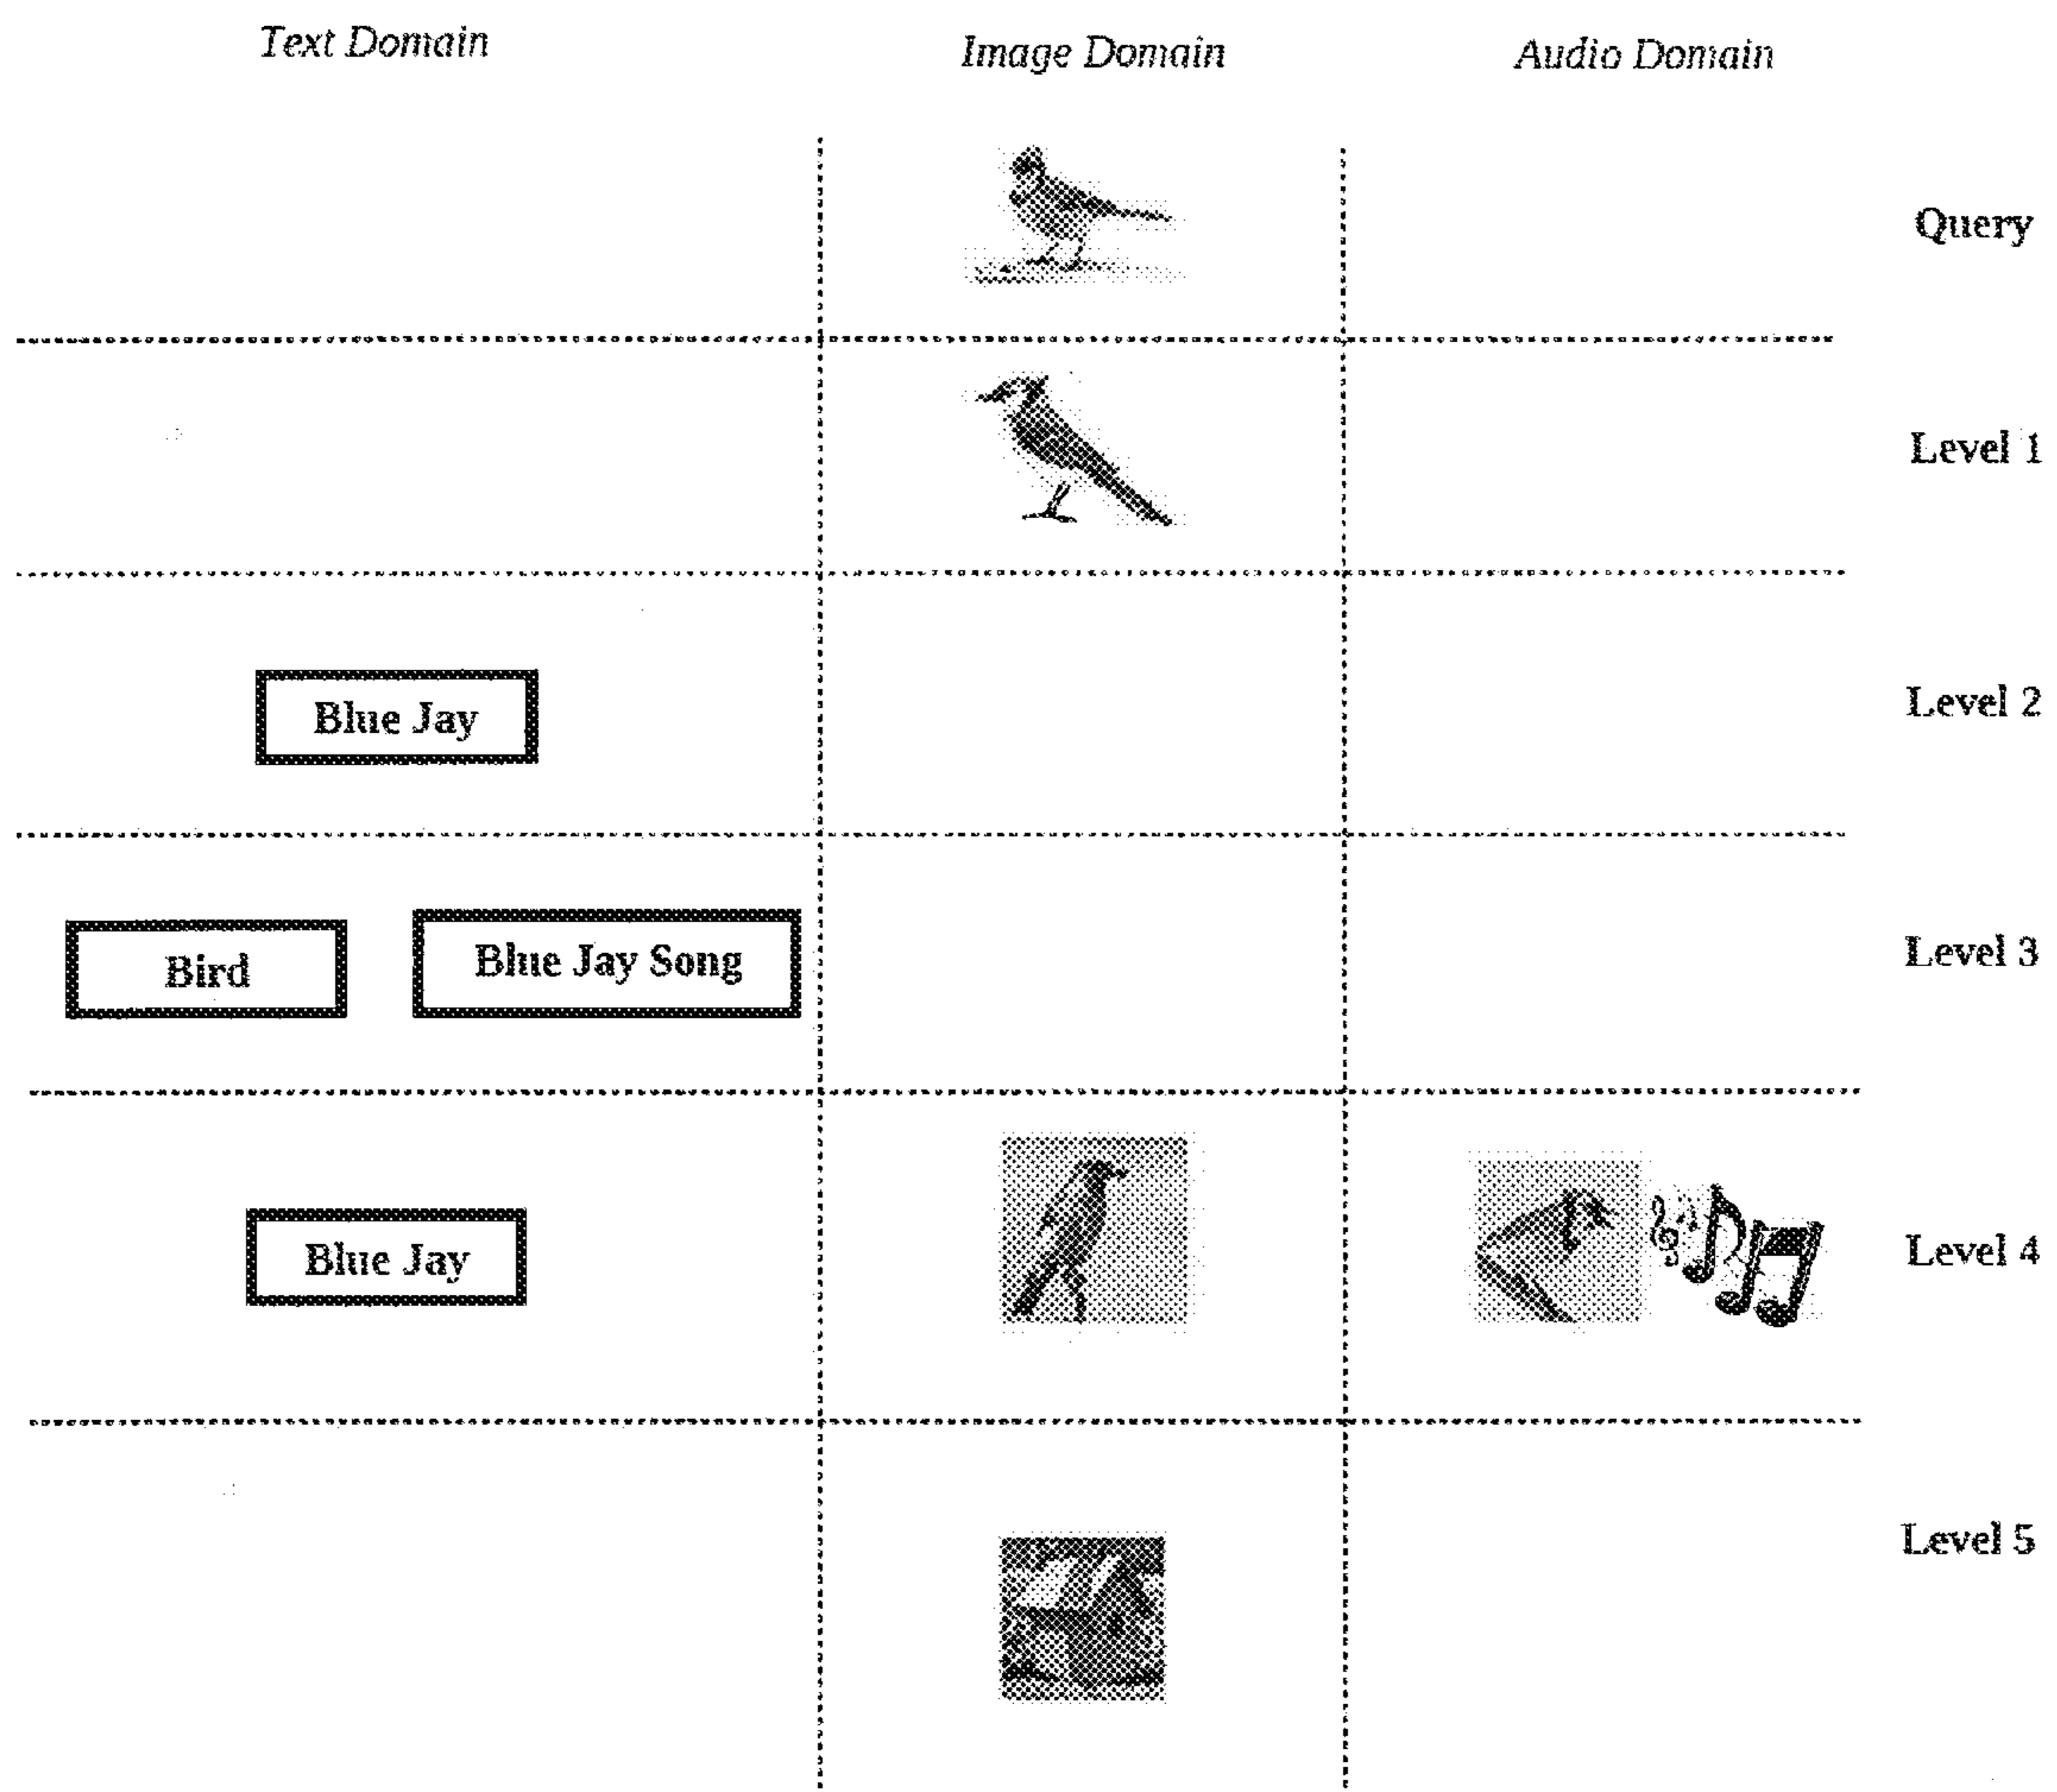 Text Domain
Image Domain
Audio Domain
Query
Level 1
Level 2
Blue Jay
Level 3
Bird
Blue Jay Song
Level 4
Blue Jay
Level 5